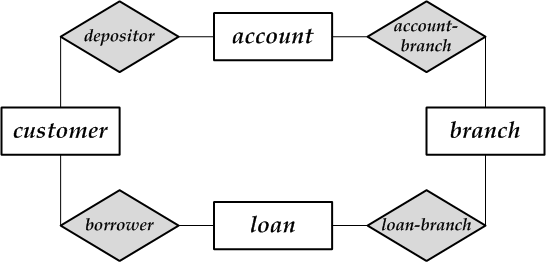 depositor
account
account-
branch
customer
branch
borrower
loan
loan-branch